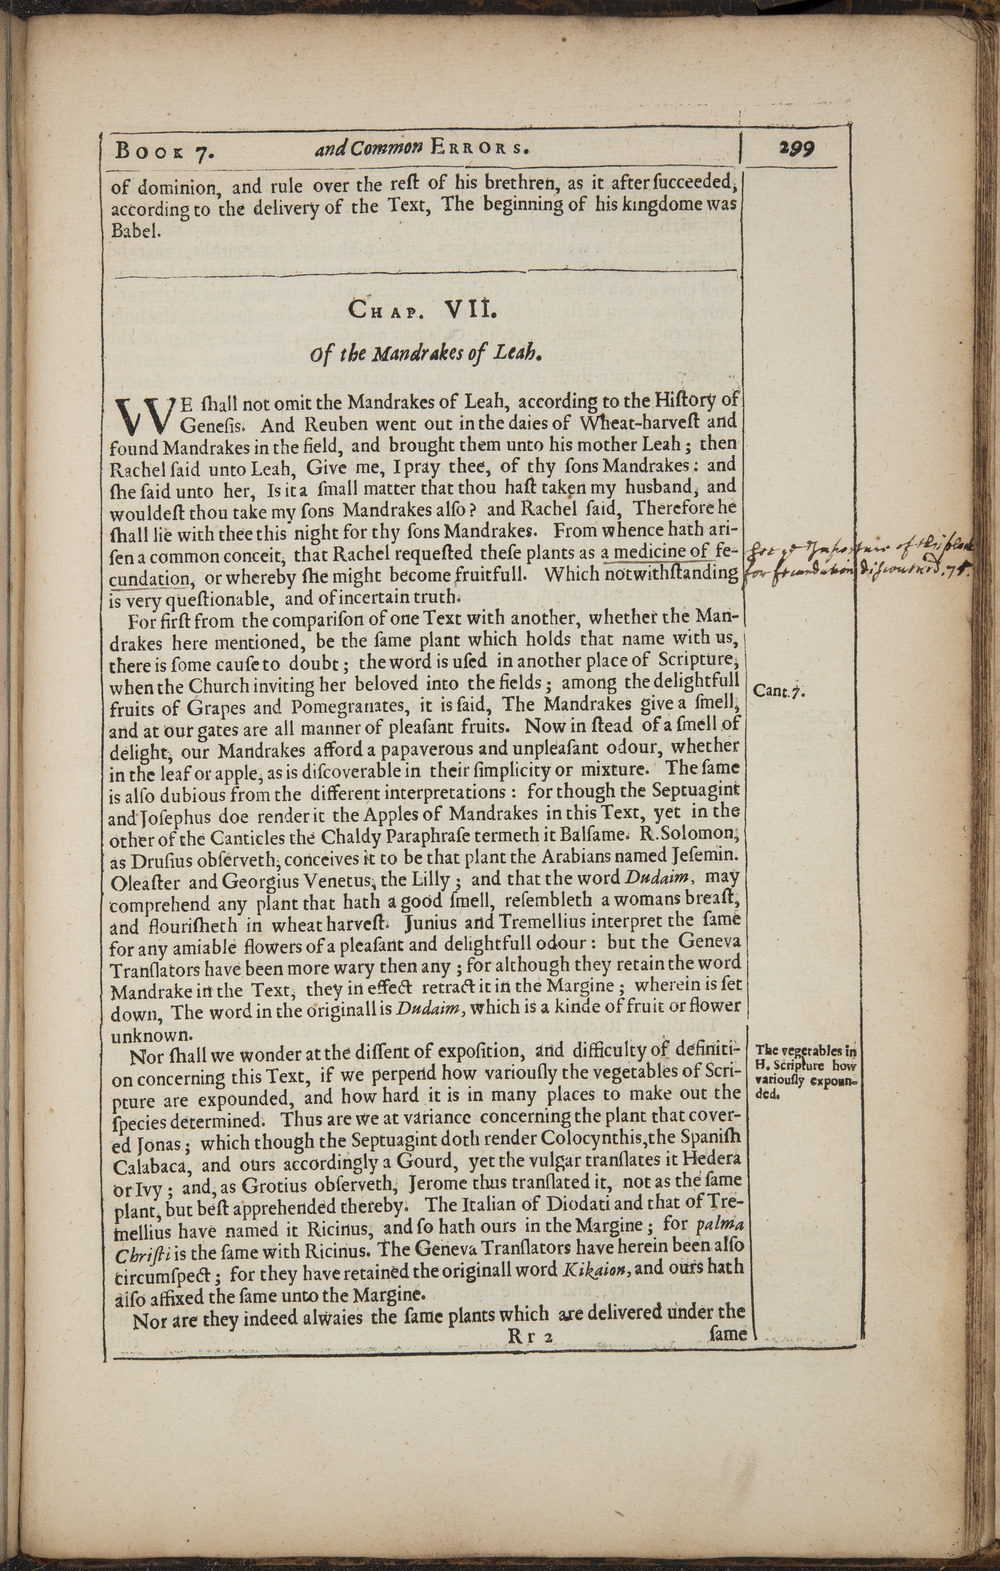 BOOK 7. and Common ERRORS. 299
of dominion, and rule over the reſt of his brethren, as it after ſucceeded,
according to the delivery of the Text, The beginning of his kingdome was
Babel.
CHAP. VII.
Of the Mandrakes of Leah.
WE ſhall not omit the Mandrakes of Leah, according to the Hiſtory of
Geneſis. And Reuben went out in the daies of Wheat-harveſt and
found Mandrakes in the field, and brought them unto his mother Leah; then
Rachel ſaid unto Leah, Give me, I pray thee, of thy ſons Mandrakes: and
ſhe ſaid unto her, Is it a ſmall matter that thou haſt taken my husband, and
wouldeſt thou take my ſons Mandrakes alſo? and Rachel ſaid, Therefore he
ſhall lie with thee this night for thy ſons Mandrakes. From whence hath ari-
ſen a common conceit, that Rachel requeſted theſe plants as a medicine of fe-
cundation, or whereby ſhe might become fruitfull. Which notwithſtanding
is very queſtionable, and of incertain truth.
of this plant
for fecundation diſcourſed. 7 f.
For firſt from the compariſon of one Text with another, whether the Man-
drakes here mentioned, be the ſame plant which holds that name with us,
there is ſome cauſe to doubt; the word is uſed in another place of Scripture,
when the Church inviting her beloved into the fields; among the delightfull
Cant. 7.
fruits of Grapes and Pomegranates, it is ſaid, The Mandrakes give a ſmell,
and at our gates are all manner of pleaſant fruits. Now in ſtead of a ſmell of
delight, our Mandrakes afford a papaverous and unpleaſant odour, whether
in the leaf or apple, as is diſcoverable in their ſimplicity or mixture. The ſame
is alſo dubious from the different interpretations: for though the Septuagint
and Joſephus doe render it the Apples of Mandrakes in this Text, yet in the
other of the Canticles the Chaldy Paraphraſe termeth it Balſame. R. Solomon,
as Druſius obſerveth, conceives it to be that plant the Arabians named Jeſemin.
Oleaſter and Georgius Venetus, the Lilly; and that the word Dudaim, may
comprehend any plant that hath a good ſmell, reſembleth a womans breaſt,
and flouriſheth in wheat harveſt. Junius and Tremellius interpret the ſame
for any amiable flowers of a pleaſant and delightfull odour: but the Geneva
Tranſlators have been more wary then any; for although they retain the word
Mandrake in the Text, they in effect retract it in the Margine; wherein is ſet
down, The word in the originall is Dudaim, which is a kinde of fruit or flower
unknown.
Nor ſhall we wonder at the diſſent of expoſition, and difficulty of definiti-
on concerning this Text, if we perpend how variouſly the vegetables of Scri-
pture are expounded, and how hard it is in many places to make out the
ſpecies determined. Thus are we at variance concerning the plant that cover-
The vegetables in
H. Scripture how
variouſly expoun-
ded.
ed Jonas; which though the Septuagint doth render Colocynthis, the Spaniſh
Calabaca, and ours accordingly a Gourd, yet the vulgar tranſlates it Hedera
or Ivy; and, as Grotius obſerveth, Jerome thus tranſlated it, not as the ſame
plant, but beſt apprehended thereby. The Italian of Diodati and that of Tre-
mellius have named it Ricinus, and ſo hath ours in the Margine; for palma
Chriſti is the ſame with Ricinus. The Geneva Tranſlators have herein been alſo
circumſpect; for they have retained the originall word Kikaion, and ours hath
alſo affixed the ſame unto the Margine.
Nor are they indeed alwaies the ſame plants which are delivered under the
Rr 2 ſame